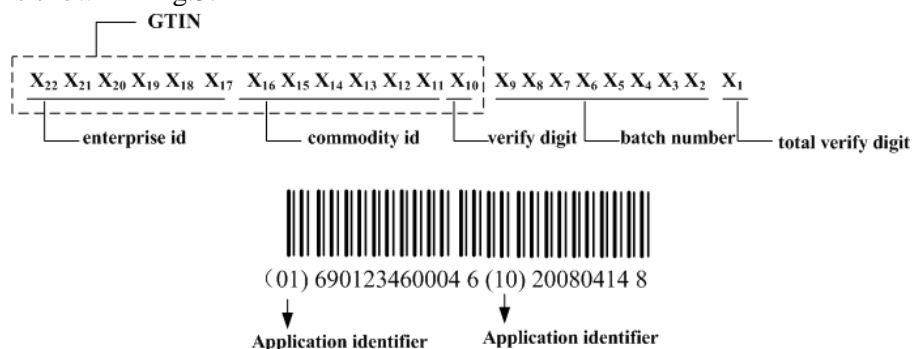 GTIN
X₂₂ X₂₁ X₂₀ X₁₉ X₁₈ X₁₇ X₁₆ X₁₅ X₁₄ X₁₃ X₁₂ X₁₁ X₁₀ X₉ X₈ X₇ X₆ X₅ X₄ X₃ X₂ X₁
enterprise id commodity id verify digit batch number total verify digit
(01) 690123460004 6 (10) 20080414 8
Application identifier Application identifier